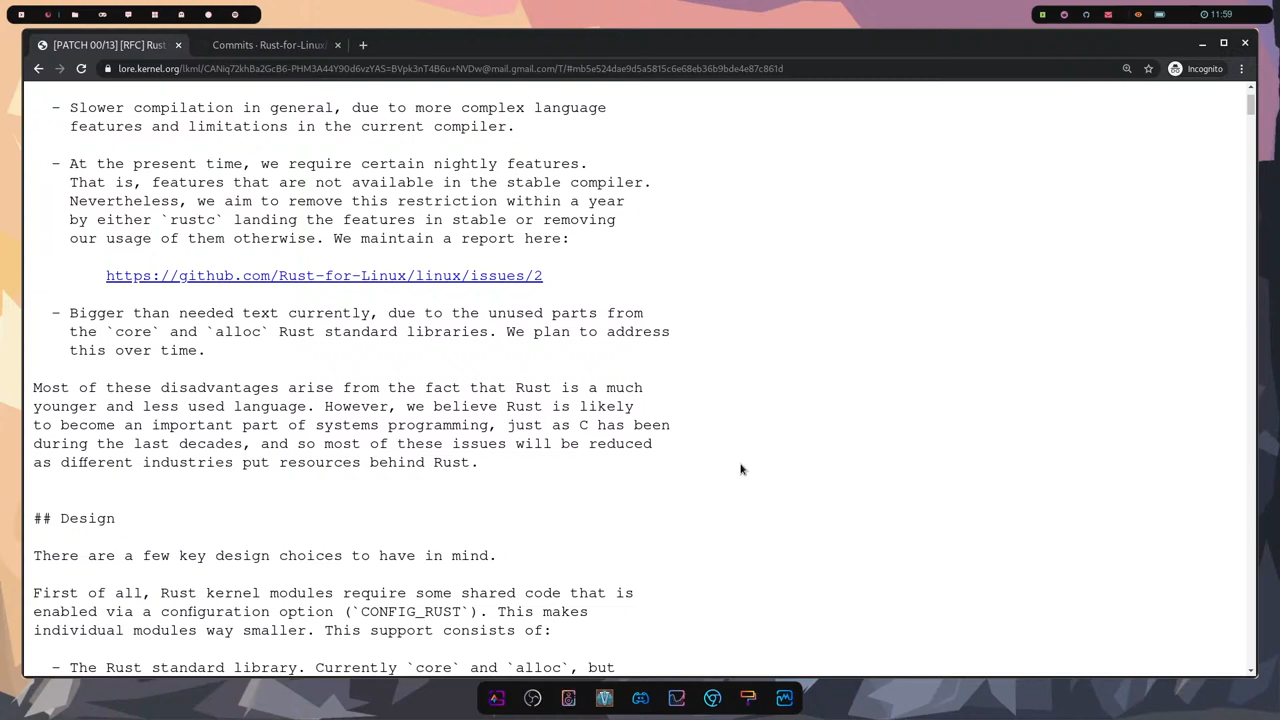 11:59
[PATCH 00/13] [RFC] Rust
Commits · Rust-for-Linux/
lore.kernel.org/lkml/CANiq72khBa2GcB6-PHM3A44Y90d6vzYAS=BVpk3nT4B6u+NVDw@mail.gmail.com/T/#mb5e524dae9d5a5815c6e68eb36b9bde4e87c861d
Incognito
- Slower compilation in general, due to more complex language
features and limitations in the current compiler.
- At the present time, we require certain nightly features.
That is, features that are not available in the stable compiler.
Nevertheless, we aim to remove this restriction within a year
by either `rustc` landing the features in stable or removing
our usage of them otherwise. We maintain a report here:
https://github.com/Rust-for-Linux/linux/issues/2
- Bigger than needed text currently, due to the unused parts from
the `core` and `alloc` Rust standard libraries. We plan to address
this over time.
Most of these disadvantages arise from the fact that Rust is a much
younger and less used language. However, we believe Rust is likely
to become an important part of systems programming, just as C has been
during the last decades, and so most of these issues will be reduced
as different industries put resources behind Rust.
## Design
There are a few key design choices to have in mind.
First of all, Rust kernel modules require some shared code that is
enabled via a configuration option (`CONFIG_RUST`). This makes
individual modules way smaller. This support consists of:
- The Rust standard library. Currently `core` and `alloc`, but